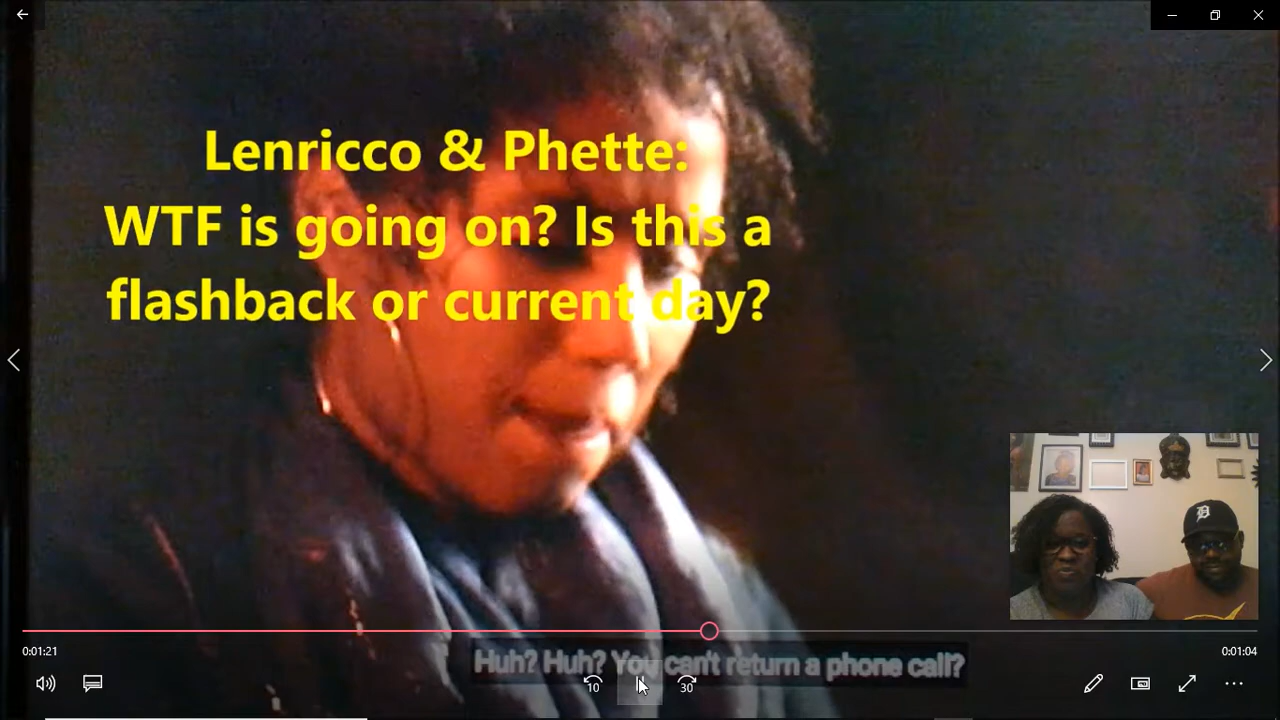 Lenricco & Phette:
WTF is going on? Is this a
flashback or current day?
0:01:21
0:01:04
Huh? Huh? You can't return a phone call?
10
30